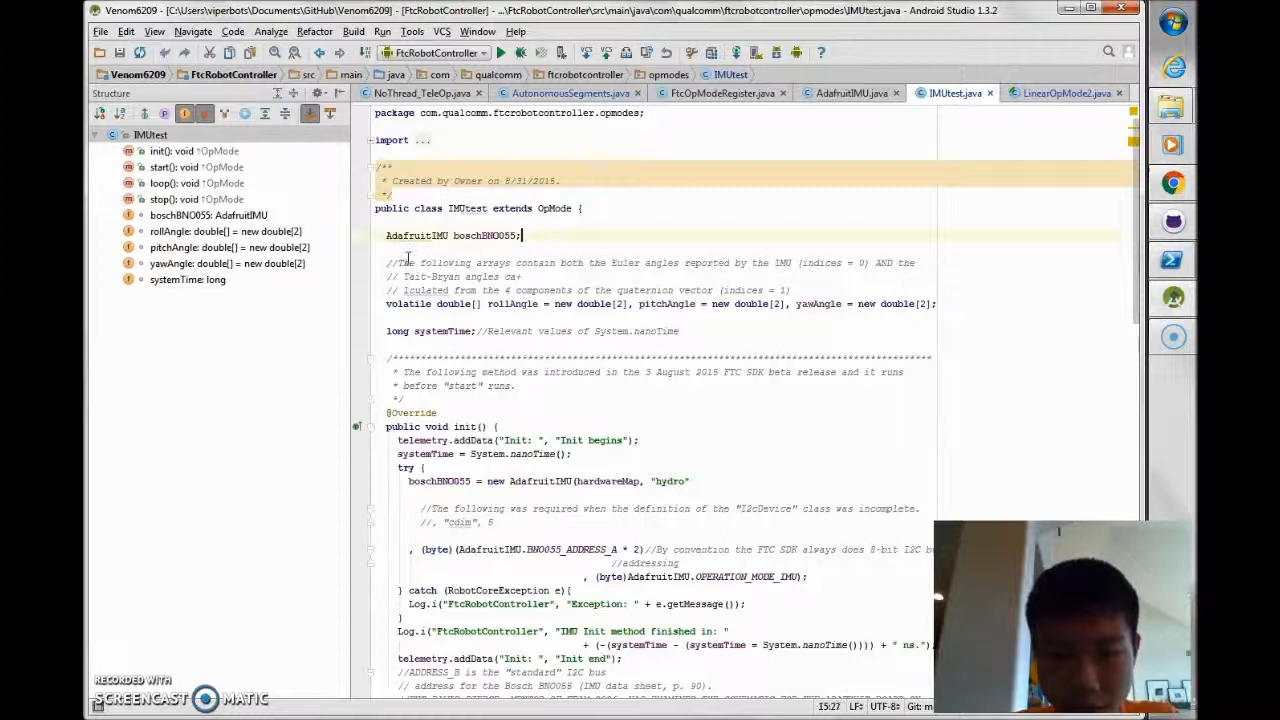 Venom6209 - [C:\Users\viperbots\Documents\GitHub\Venom6209] - [FtcRobotController] - ...\FtcRobotController\src\main\java\com\qualcomm\ftcrobotcontroller\opmodes\IMUtest.java - Android Studio 1.3.2
File Edit View Navigate Code Analyze Refactor Build Run Tools VCS Window Help
FtcRobotController
Venom6209 FtcRobotController src main java com qualcomm ftcrobotcontroller opmodes IMUtest
Structure
NoThread_TeleOp.java AutonomousSegments.java FtcOpModeRegister.java AdafruitIMU.java IMUtest.java LinearOpMode2.java
IMUtest
init(): void ↑OpMode
start(): void ↑OpMode
loop(): void ↑OpMode
stop(): void ↑OpMode
boschBNO055: AdafruitIMU
rollAngle: double[] = new double[2]
pitchAngle: double[] = new double[2]
yawAngle: double[] = new double[2]
systemTime: long
package com.qualcomm.ftcrobotcontroller.opmodes;
import ...
/**
* Created by Owner on 8/31/2015.
*/
public class IMUtest extends OpMode {
AdafruitIMU boschBNO055;
//The following arrays contain both the Euler angles reported by the IMU (indices = 0) AND the
// Tait-Bryan angles ca+
// lculated from the 4 components of the quaternion vector (indices = 1)
volatile double[] rollAngle = new double[2], pitchAngle = new double[2], yawAngle = new double[2];
long systemTime;//Relevant values of System.nanoTime
/************************************************************************************************
* The following method was introduced in the 3 August 2015 FTC SDK beta release and it runs
* before "start" runs.
*/
@Override
public void init() {
telemetry.addData("Init: ", "Init begins");
systemTime = System.nanoTime();
try {
boschBNO055 = new AdafruitIMU(hardwareMap, "hydro"
//The following was required when the definition of the "I2cDevice" class was incomplete.
//, "cdim", 5
, (byte)(AdafruitIMU.BNO055_ADDRESS_A * 2)//By convention the FTC SDK always does 8-bit I2C bu
//addressing
, (byte)AdafruitIMU.OPERATION_MODE_IMU);
} catch (RobotCoreException e){
Log.i("FtcRobotController", "Exception: " + e.getMessage());
}
Log.i("FtcRobotController", "IMU Init method finished in: "
+ (-(systemTime - (systemTime = System.nanoTime()))) + " ns.");
telemetry.addData("Init: ", "Init end");
//ADDRESS_B is the "standard" I2C bus
// address for the Bosch BNO055 (IMU data sheet, p. 90).
RECORDED WITH
SCREENCAST MATIC
15:27 LF÷ UTF-8÷ Git: m